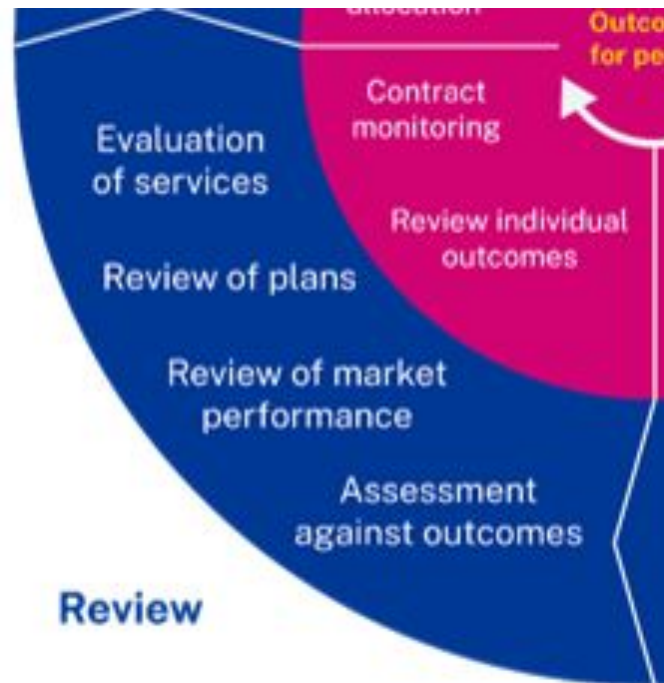 Contract
monitoring
Review individual
outcomes
Evaluation
of services
Review of plans
Review of market
performance
Assessment
against outcomes
Review